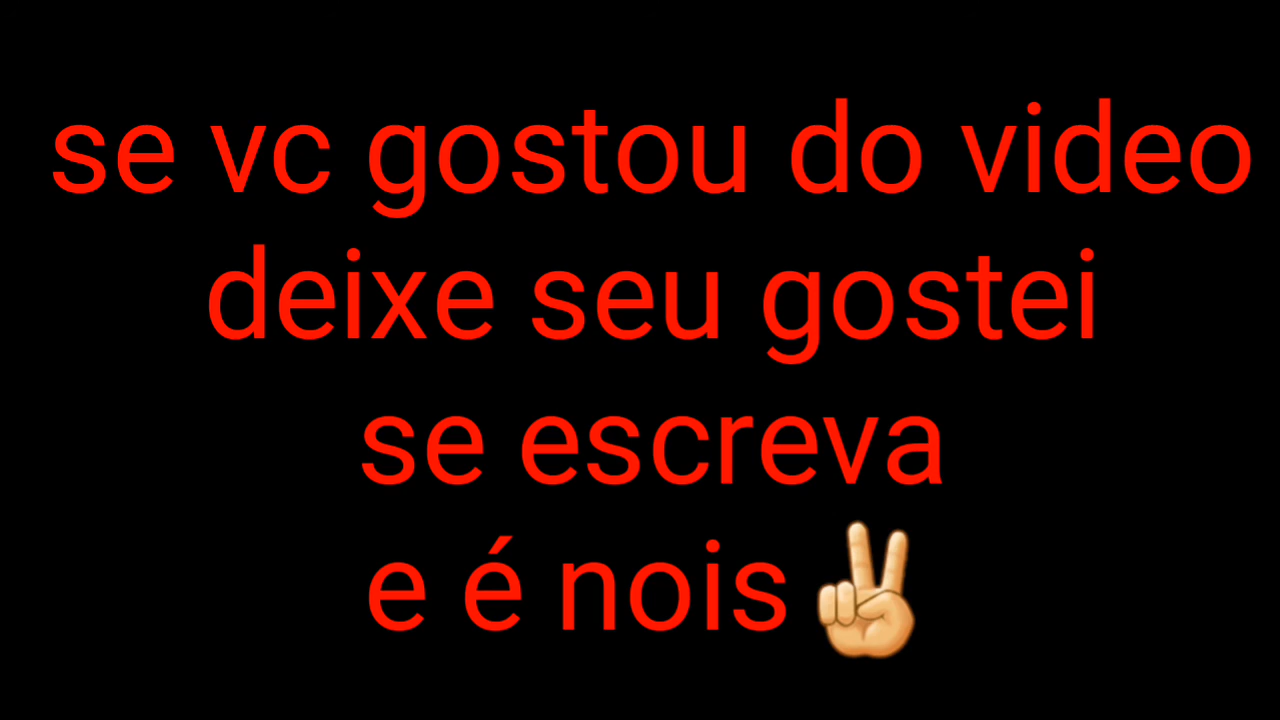 se vc gostou do video
deixe seu gostei
se escreva
e é nois✌